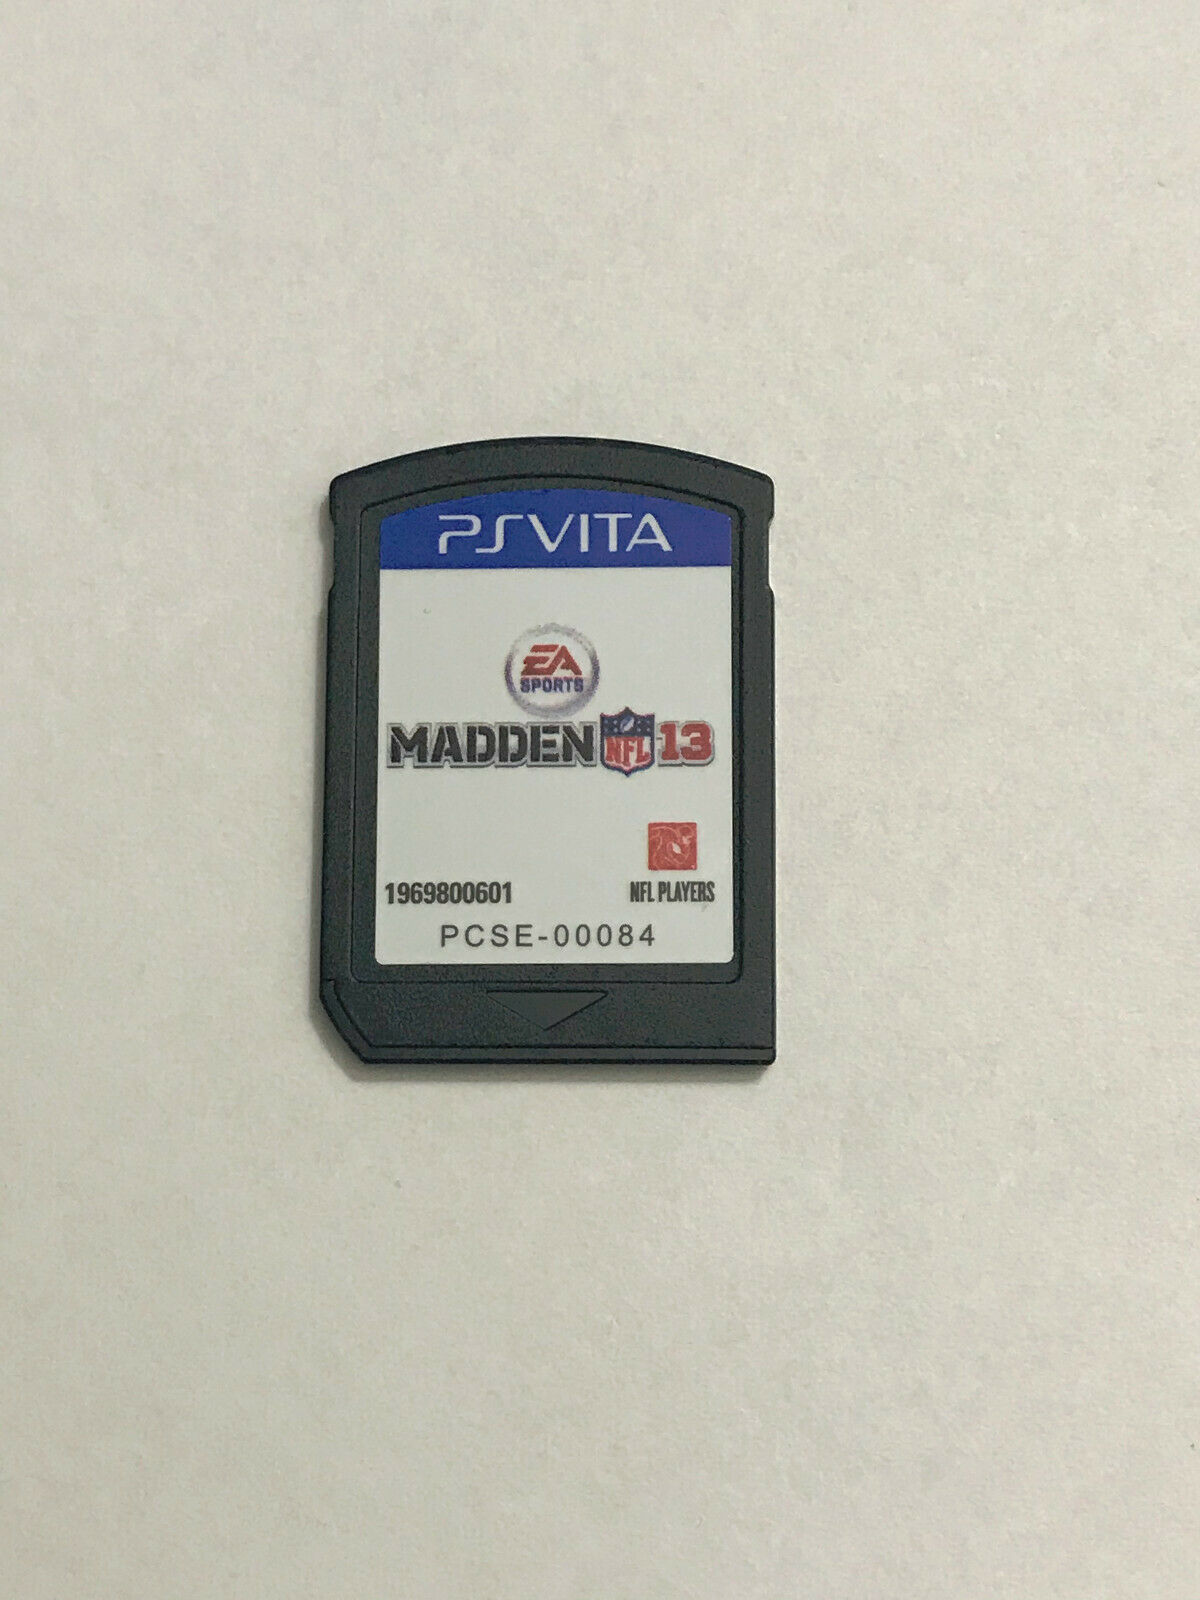 PSVITA
EA
SPORTS
MADDEN NFL 13
1969800601 NFL PLAYERS
PCSE-00084